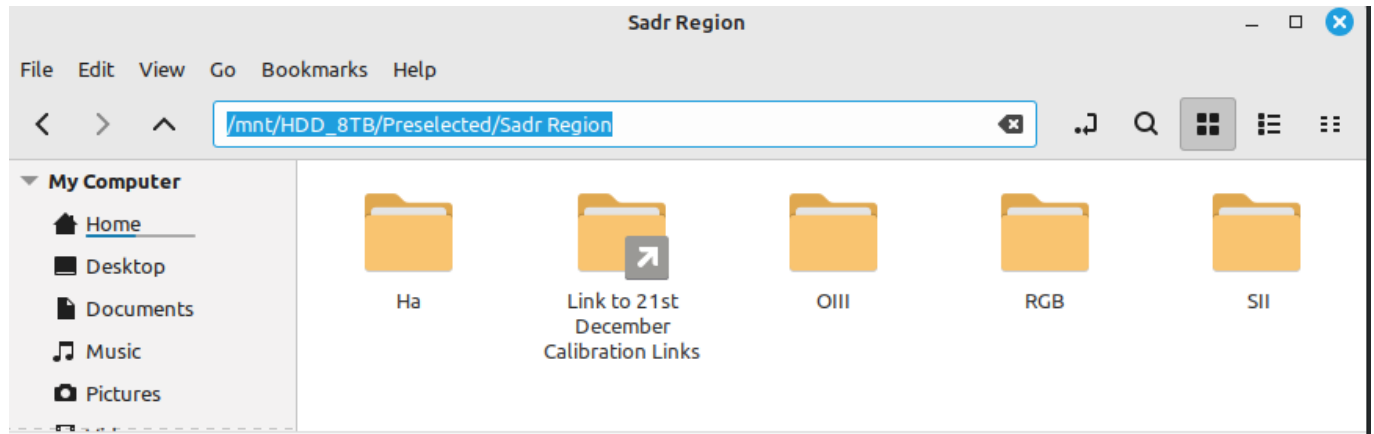 Sadr Region
File Edit View Go Bookmarks Help
/mnt/HDD_8TB/Preselected/Sadr Region
My Computer
Home
Desktop
Documents
Music
Pictures
Ha
Link to 21st
December
Calibration Links
OIII
RGB
SII